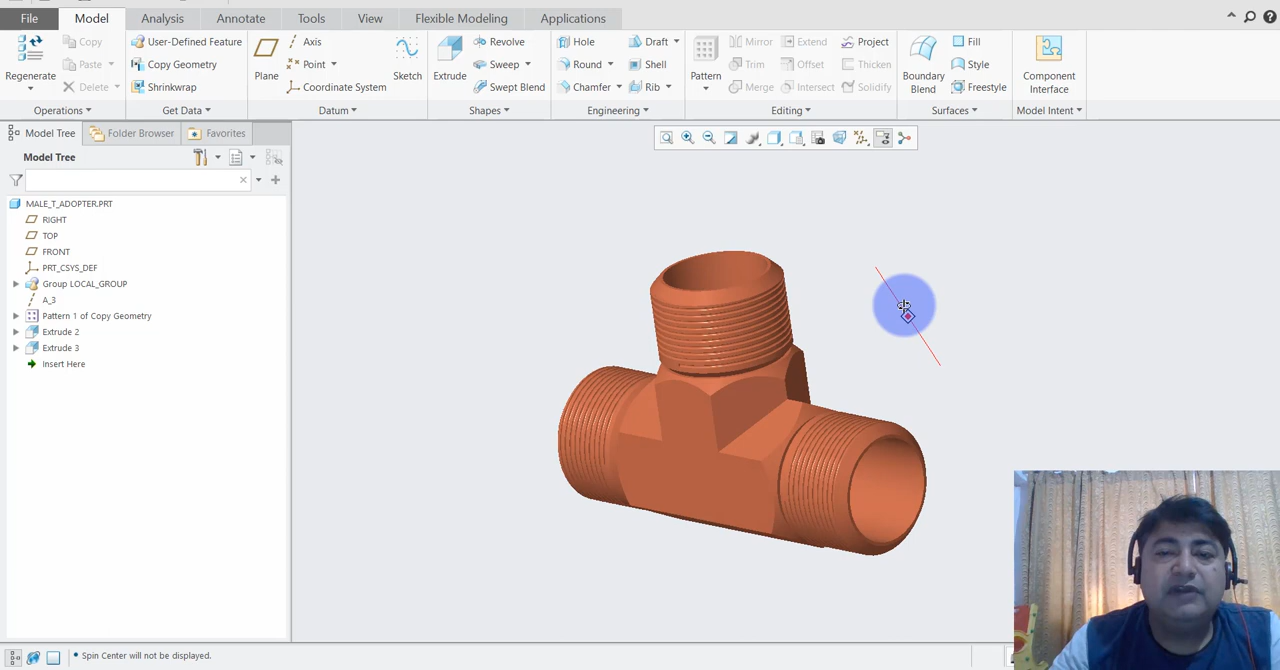 File Model Analysis Annotate Tools View Flexible Modeling Applications
Regenerate
Copy
Paste
Delete
Operations
User-Defined Feature
Copy Geometry
Shrinkwrap
Get Data
Plane
Axis
Point
Coordinate System
Sketch
Datum
Extrude
Revolve
Sweep
Swept Blend
Shapes
Hole Draft
Round Shell
Chamfer Rib
Engineering
Pattern
Mirror Extend Project
Trim Offset Thicken
Merge Intersect Solidify
Editing
Boundary
Blend
Fill
Style
Freestyle
Surfaces
Component
Interface
Model Intent
Model Tree Folder Browser Favorites
Model Tree
MALE_T_ADOPTER.PRT
RIGHT
TOP
FRONT
PRT_CSYS_DEF
Group LOCAL_GROUP
A_3
Pattern 1 of Copy Geometry
Extrude 2
Extrude 3
Insert Here
• Spin Center will not be displayed.